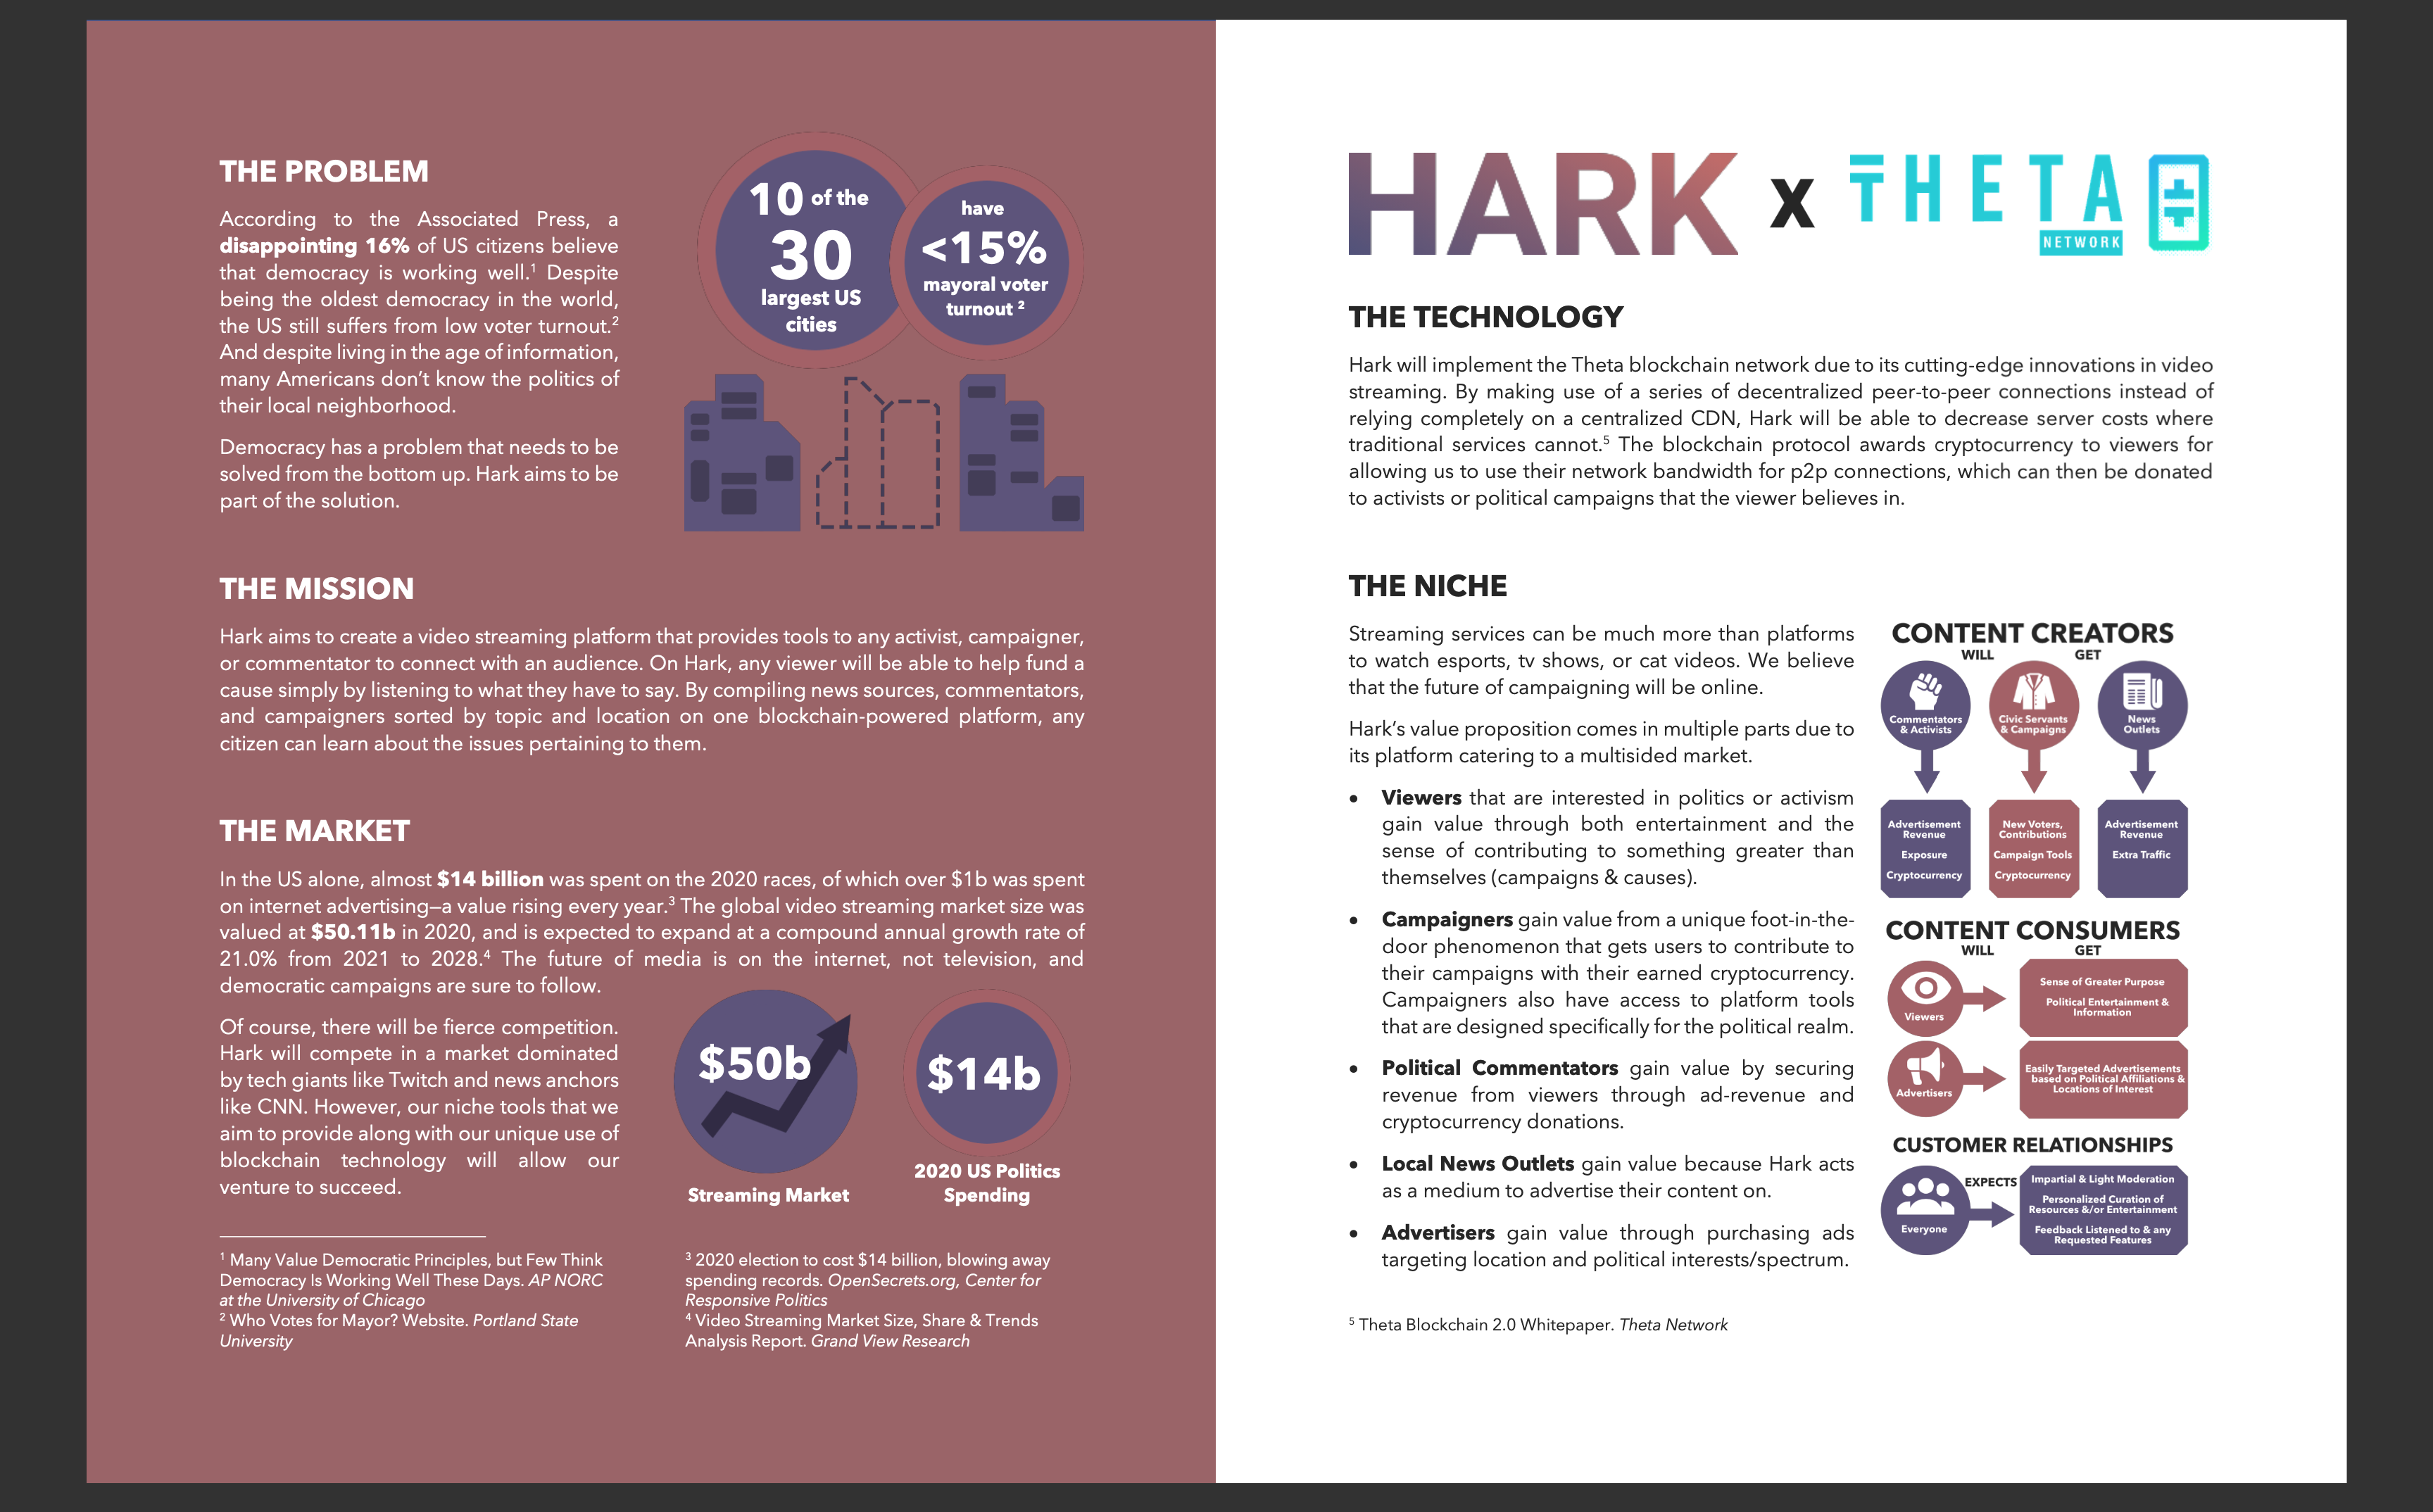 THE PROBLEM
According to the Associated Press, a
disappointing 16% of US citizens believe
that democracy is working well.¹ Despite
being the oldest democracy in the world,
the US still suffers from low voter turnout.²
And despite living in the age of information,
many Americans don’t know the politics of
their local neighborhood.
Democracy has a problem that needs to be
solved from the bottom up. Hark aims to be
part of the solution.
10 of the
30
largest US
cities
have
<15%
mayoral voter
turnout ²
THE MISSION
Hark aims to create a video streaming platform that provides tools to any activist, campaigner,
or commentator to connect with an audience. On Hark, any viewer will be able to help fund a
cause simply by listening to what they have to say. By compiling news sources, commentators,
and campaigners sorted by topic and location on one blockchain-powered platform, any
citizen can learn about the issues pertaining to them.
THE MARKET
In the US alone, almost $14 billion was spent on the 2020 races, of which over $1b was spent
on internet advertising—a value rising every year.³ The global video streaming market size was
valued at $50.11b in 2020, and is expected to expand at a compound annual growth rate of
21.0% from 2021 to 2028.⁴ The future of media is on the internet, not television, and
democratic campaigns are sure to follow.
Of course, there will be fierce competition.
Hark will compete in a market dominated
by tech giants like Twitch and news anchors
like CNN. However, our niche tools that we
aim to provide along with our unique use of
blockchain technology will allow our
venture to succeed.
$50b
Streaming Market
$14b
2020 US Politics
Spending
¹ Many Value Democratic Principles, but Few Think
Democracy Is Working Well These Days. AP NORC
at the University of Chicago
² Who Votes for Mayor? Website. Portland State
University
³ 2020 election to cost $14 billion, blowing away
spending records. OpenSecrets.org, Center for
Responsive Politics
⁴ Video Streaming Market Size, Share & Trends
Analysis Report. Grand View Research
HARK x THETA
NETWORK
THE TECHNOLOGY
Hark will implement the Theta blockchain network due to its cutting-edge innovations in video
streaming. By making use of a series of decentralized peer-to-peer connections instead of
relying completely on a centralized CDN, Hark will be able to decrease server costs where
traditional services cannot.⁵ The blockchain protocol awards cryptocurrency to viewers for
allowing us to use their network bandwidth for p2p connections, which can then be donated
to activists or political campaigns that the viewer believes in.
THE NICHE
Streaming services can be much more than platforms
to watch esports, tv shows, or cat videos. We believe
that the future of campaigning will be online.
Hark’s value proposition comes in multiple parts due to
its platform catering to a multisided market.
• Viewers that are interested in politics or activism
gain value through both entertainment and the
sense of contributing to something greater than
themselves (campaigns & causes).
• Campaigners gain value from a unique foot-in-the-
door phenomenon that gets users to contribute to
their campaigns with their earned cryptocurrency.
Campaigners also have access to platform tools
that are designed specifically for the political realm.
• Political Commentators gain value by securing
revenue from viewers through ad-revenue and
cryptocurrency donations.
• Local News Outlets gain value because Hark acts
as a medium to advertise their content on.
• Advertisers gain value through purchasing ads
targeting location and political interests/spectrum.
CONTENT CREATORS
WILL GET
Commentators
& Activists
Civic Servants
& Campaigns
News
Outlets
Advertisement
Revenue
Exposure
Cryptocurrency
New Voters,
Contributions
Campaign Tools
Cryptocurrency
Advertisement
Revenue
Extra Traffic
CONTENT CONSUMERS
WILL GET
Viewers
Sense of Greater Purpose
Political Entertainment &
Information
Advertisers
Easily Targeted Advertisements
based on Political Affiliations &
Locations of Interest
CUSTOMER RELATIONSHIPS
Everyone
EXPECTS
Impartial & Light Moderation
Personalized Curation of
Resources &/or Entertainment
Feedback Listened to & any
Requested Features
⁵ Theta Blockchain 2.0 Whitepaper. Theta Network